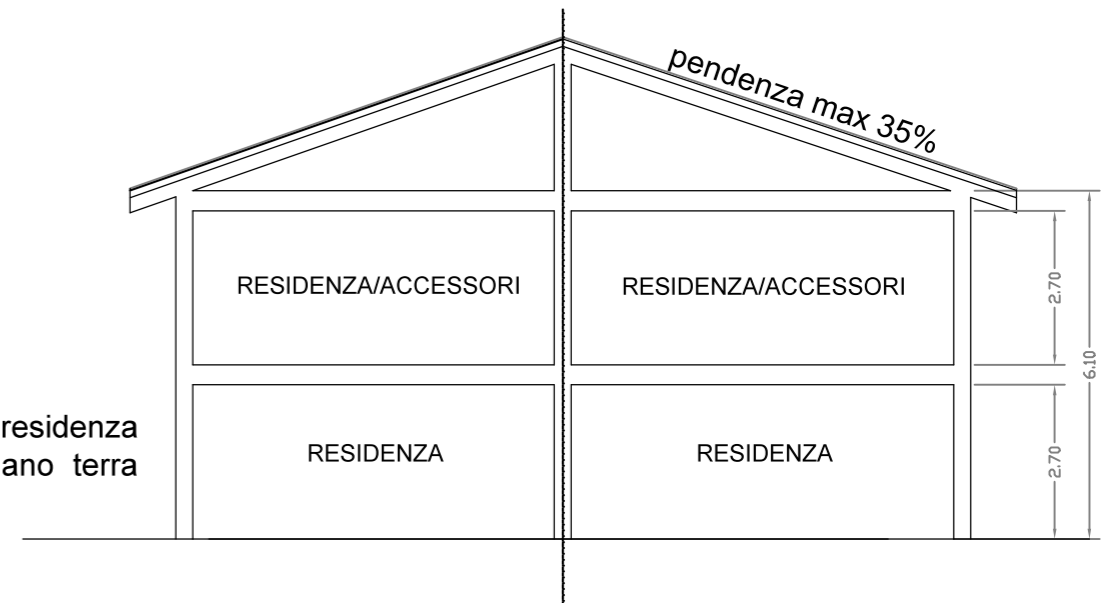 pendenza max 35%
RESIDENZA/ACCESSORI
RESIDENZA/ACCESSORI
2.70
6.10
residenza
ano terra
RESIDENZA
RESIDENZA
2.70